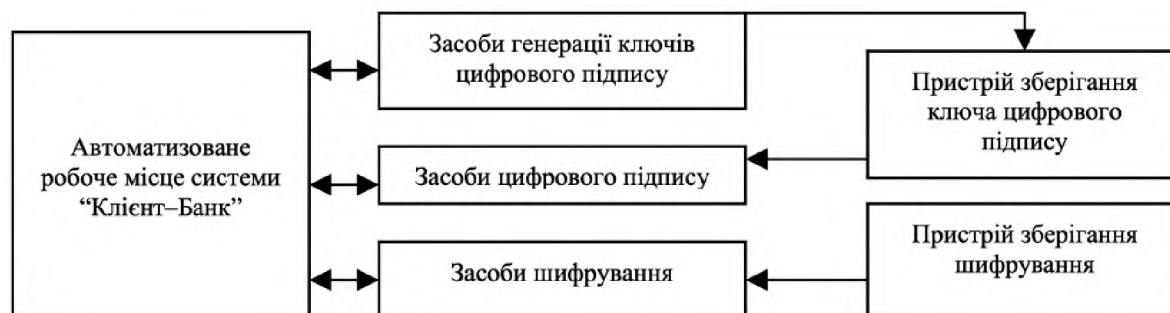 Автоматизоване
робоче місце системи
“Клієнт–Банк”
Засоби генерації ключів
цифрового підпису
Засоби цифрового підпису
Засоби шифрування
Пристрій зберігання
ключа цифрового
підпису
Пристрій зберігання
шифрування